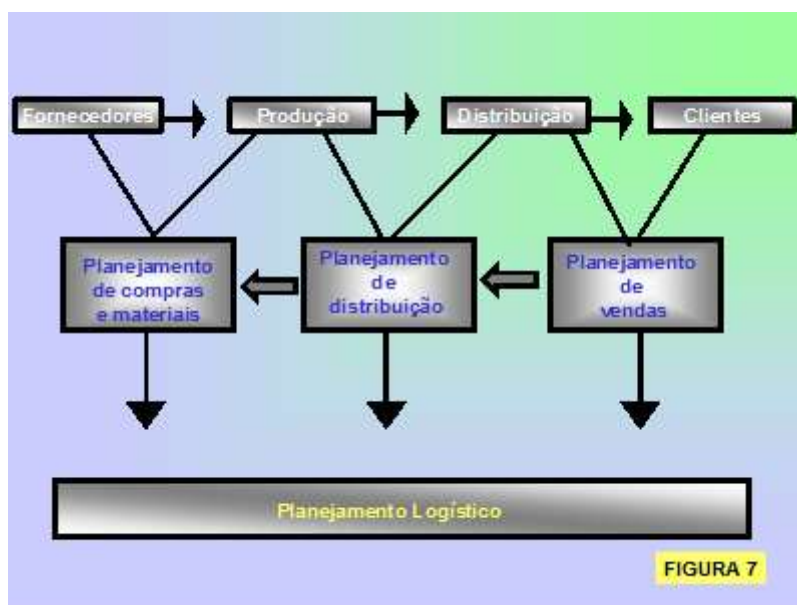 Fornecedores
Produção
Distribuição
Clientes
Planejamento
de compras
e materiais
Planejamento
de
distribuição
Planejamento
de
vendas
Planejamento Logístico
FIGURA 7